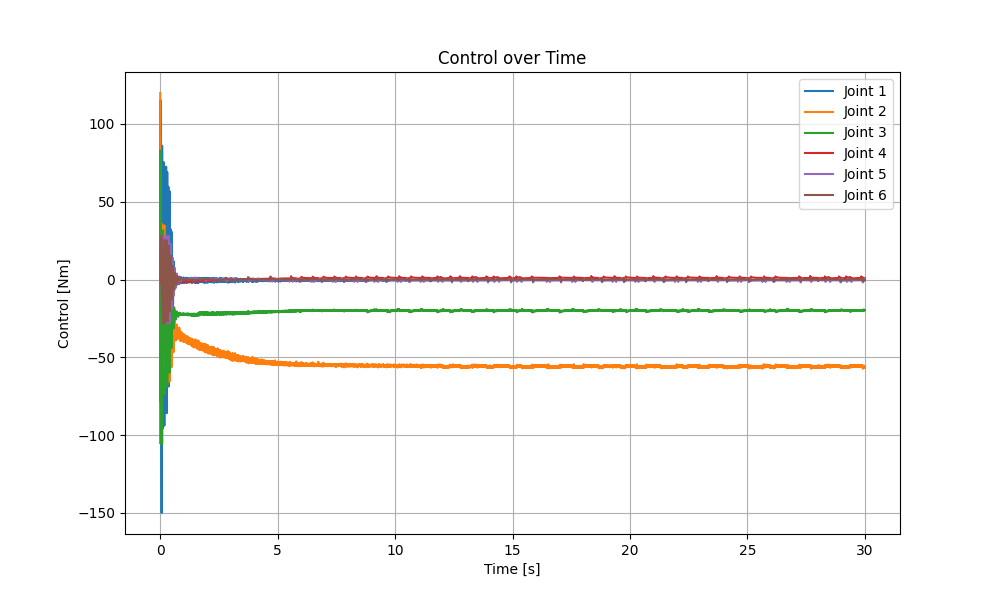 Control over Time
Joint 1
Joint 2
Joint 3
Joint 4
Joint 5
Joint 6
Control [Nm]
100
50
0
−50
−100
−150
0
5
10
15
20
25
30
Time [s]